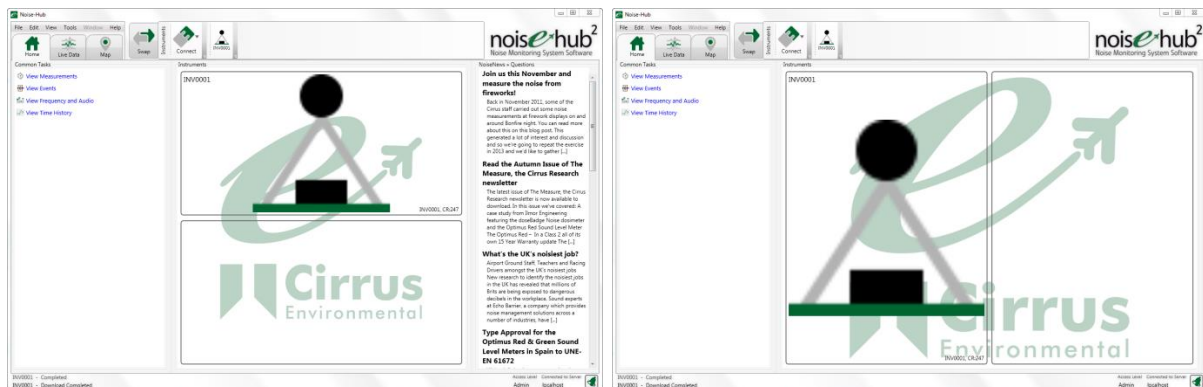 Noise-Hub
File Edit View Tools Window Help
Home
Live Data
Map
Swap
Instruments
Connect
INV0001
noise hub2
Noise Monitoring System Software
Common Tasks
View Measurements
View Events
View Frequency and Audio
View Time History
Instruments
INV0001
INV0001, CR:247
Cirrus
Environmental
NoiseNews » Questions
Join us this November and
measure the noise from
fireworks!
Back in November 2011, some of the
Cirrus staff carried out some noise
measurements at firework displays on and
around Bonfire night. You can read more
about this on the blog post. This
generated a lot of interest and discussion
and so we're going to repeat the exercise
in 2013 and we'd like to gather [...]
Read the Autumn Issue of The
Measure, the Cirrus Research
newsletter
The latest issue of The Measure, the Cirrus
Research newsletter is now available to
download. In this issue we've covered: A
case study from Ilmor Engineering
featuring the doseBadge Noise dosimeter
and the Optimus Red Sound Level Meter
The Optimus Red – In a Class 2 all of its
own 15 Year Warranty update The [...]
What's the UK's noisiest job?
Airport Ground Staff, Teachers and Racing
Drivers amongst the UK's noisiest jobs
New research to identify the noisiest jobs
in the UK has revealed that millions of
Brits are being exposed to dangerous
decibels in the workplace. Sound experts
at Echo Barrier, a company which provides
noise management solutions across a
number of industries, have [...]
Type Approval for the
Optimus Red & Green Sound
Level Meters in Spain to UNE-
EN 61672
INV0001 - Completed
INV0001 - Download Completed
Access Level
Admin
Connected to Server
localhost
Noise-Hub
File Edit View Tools Window Help
Home
Live Data
Map
Swap
Instruments
Connect
INV0001
noise hub2
Noise Monitoring System Software
Common Tasks
View Measurements
View Events
View Frequency and Audio
View Time History
Instruments
INV0001
INV0001, CR:247
Cirrus
Environmental
INV0001 - Completed
INV0001 - Download Completed
Access Level
Admin
Connected to Server
localhost